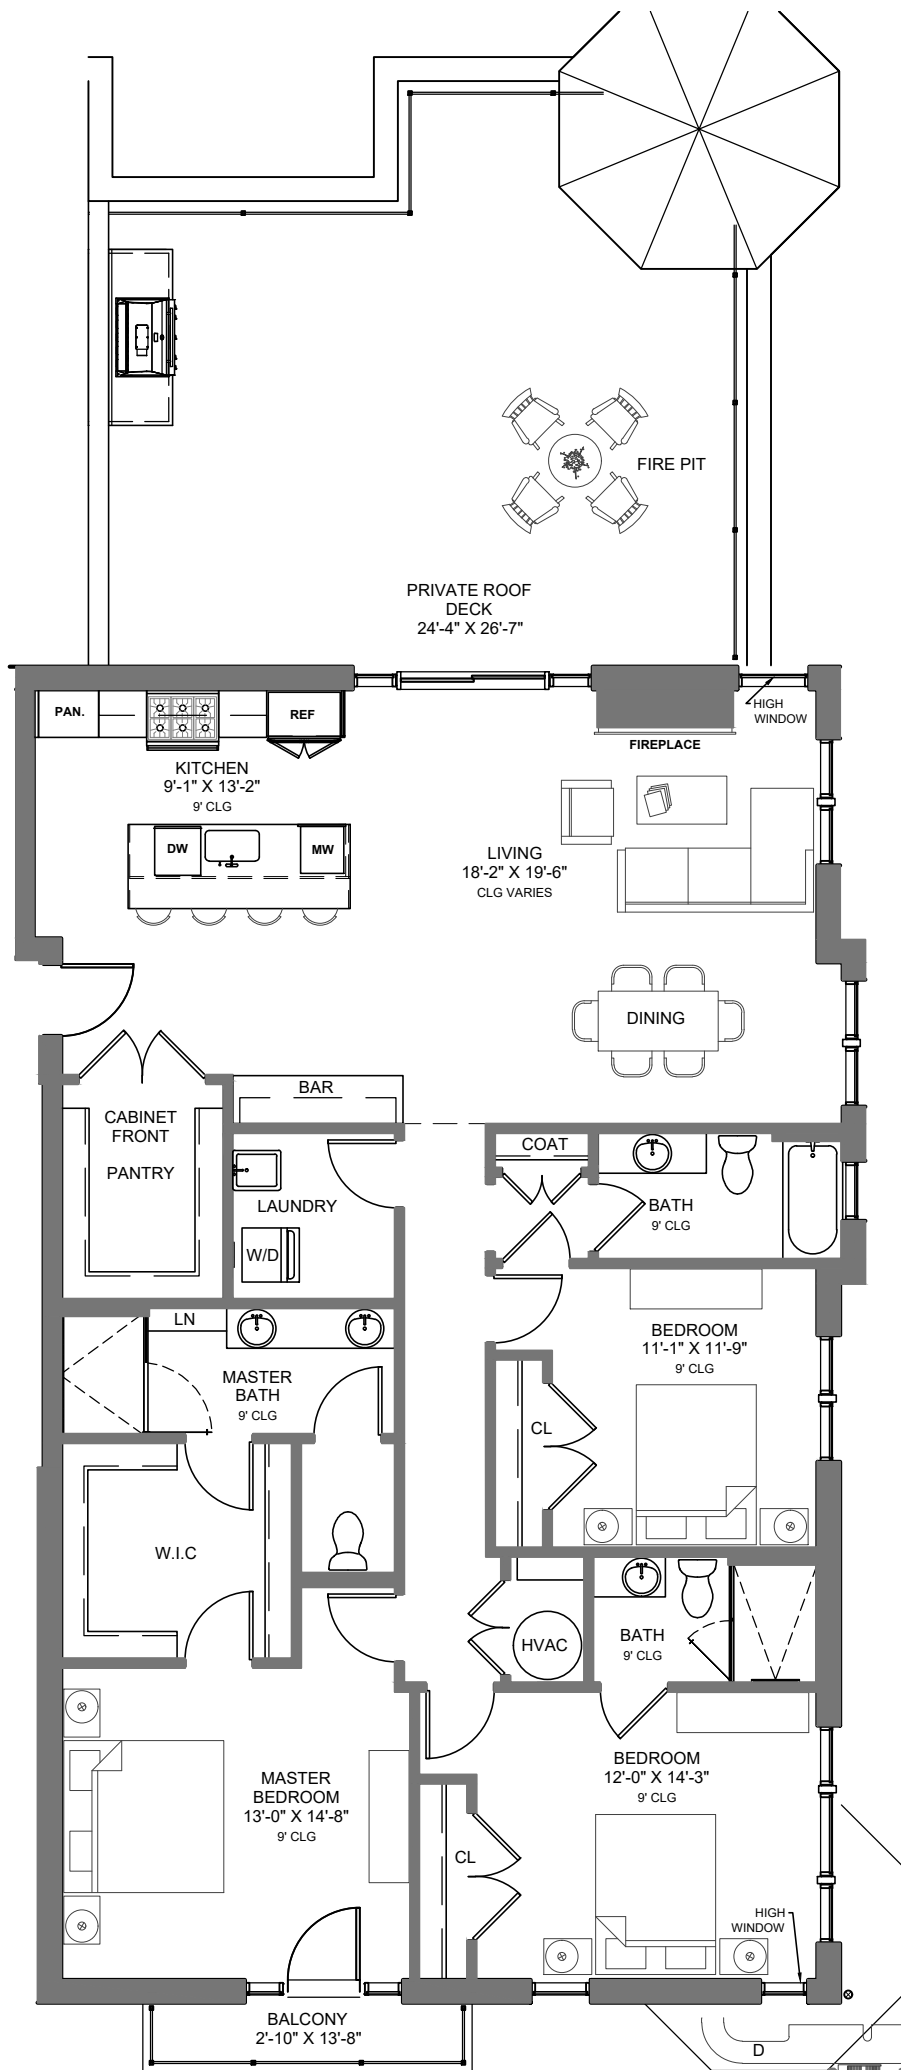 FIRE PIT
PRIVATE ROOF
DECK
24'-4" X 26'-7"
HIGH
WINDOW
PAN.
REF
FIREPLACE
KITCHEN
9'-1" X 13'-2"
9' CLG
DW
MW
LIVING
18'-2" X 19'-6"
CLG VARIES
DINING
BAR
CABINET
FRONT
PANTRY
COAT
LAUNDRY
W/D
BATH
9' CLG
LN
MASTER
BATH
9' CLG
BEDROOM
11'-1" X 11'-9"
9' CLG
CL
W.I.C
HVAC
BATH
9' CLG
MASTER
BEDROOM
13'-0" X 14'-8"
9' CLG
BEDROOM
12'-0" X 14'-3"
9' CLG
CL
HIGH
WINDOW
BALCONY
2'-10" X 13'-8"
D